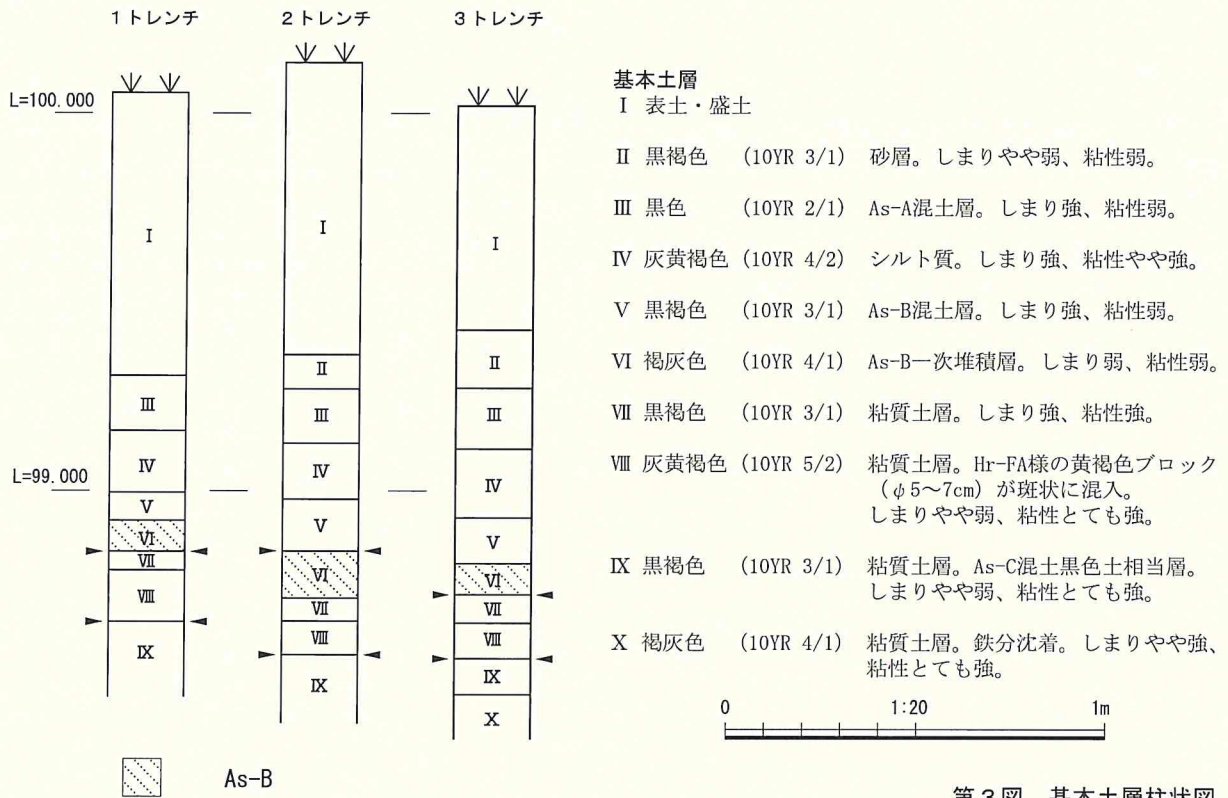 1トレンチ
2トレンチ
3トレンチ
L=100.000
L=99.000
I
III
IV
V
VI
VII
VIII
IX
I
II
III
IV
V
VI
VII
VIII
IX
I
II
III
IV
V
VI
VII
VIII
IX
X
As-B
基本土層
I 表土・盛土
II 黒褐色 (10YR 3/1) 砂層。しまりやや弱、粘性弱。
III 黒色 (10YR 2/1) As-A混土層。しまり強、粘性弱。
IV 灰黄褐色 (10YR 4/2) シルト質。しまり強、粘性やや強。
V 黒褐色 (10YR 3/1) As-B混土層。しまり強、粘性弱。
VI 褐灰色 (10YR 4/1) As-B一次堆積層。しまり弱、粘性弱。
VII 黒褐色 (10YR 3/1) 粘質土層。しまり強、粘性強。
VIII 灰黄褐色 (10YR 5/2) 粘質土層。Hr-FA様の黄褐色ブロック
(φ5～7cm) が斑状に混入。
しまりやや弱、粘性とても強。
IX 黒褐色 (10YR 3/1) 粘質土層。As-C混土黒色土相当層。
しまりやや弱、粘性とても強。
X 褐灰色 (10YR 4/1) 粘質土層。鉄分沈着。しまりやや強、
粘性とても強。
0 1:20 1m
第3図 基本土層柱状図